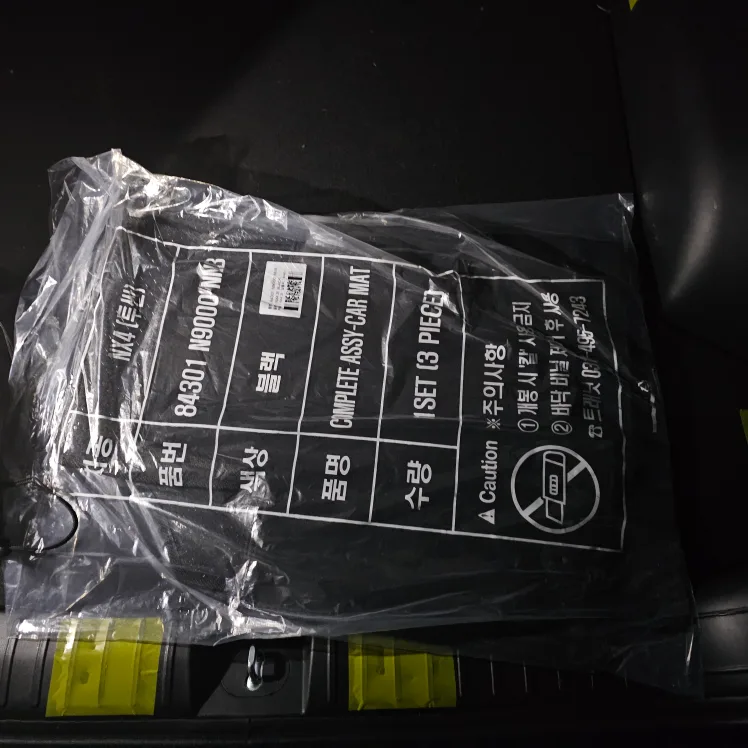 차종 NX4 (투싼)
품번 84301 N9000 NNB
색상 블랙
품명 CIMPLETE ASSY-CAR MAT
수량 1SET (3 PIECE)
Caution ※주의사항
① 개봉 시 '칼' 사용금지
② 바닥 비닐 제거 후 사용